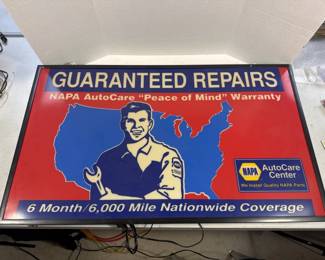 GUARANTEED REPAIRS
NAPA AutoCare "Peace of Mind" Warranty
NAPA
AutoCare
Center
We Install Quality NAPA Parts
6 Month/6,000 Mile Nationwide Coverage